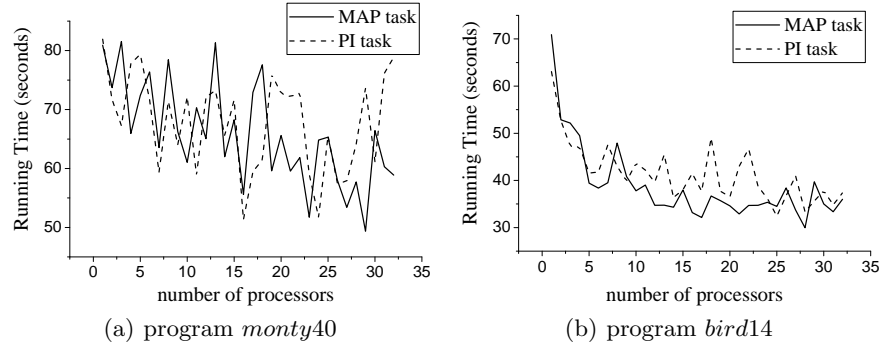 MAP task
PI task
Running Time (seconds)
80
70
60
50
0 5 10 15 20 25 30 35
number of processors
(a) program monty40
MAP task
PI task
Running Time (seconds)
70
60
50
40
30
0 5 10 15 20 25 30 35
number of processors
(b) program bird14